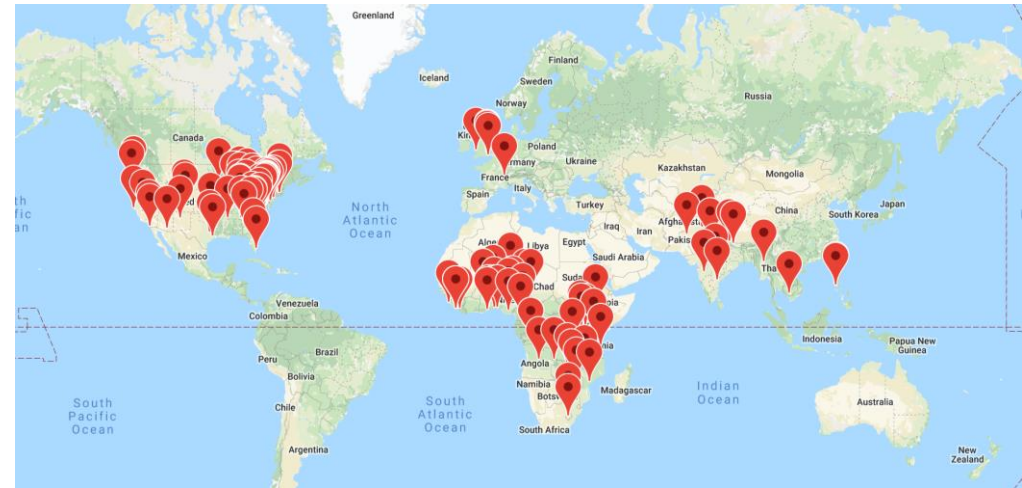 Greenland
Iceland
Finland
Sweden
Norway
Russia
Canada
Poland
Ukraine
France
Kazakhstan
Mongolia
Spain
Italy
Turkey
China
Japan
South Korea
North
Atlantic
Ocean
Iraq
Iran
Libya
Egypt
Mexico
Saudi Arabia
Chad
Venezuela
Colombia
Indonesia
Papua New
Guinea
Peru
Brazil
Angola
Bolivia
Namibia
Madagascar
Indian
Ocean
South
Pacific
Ocean
South
Atlantic
Ocean
Chile
Australia
South Africa
Argentina
New
Zealand